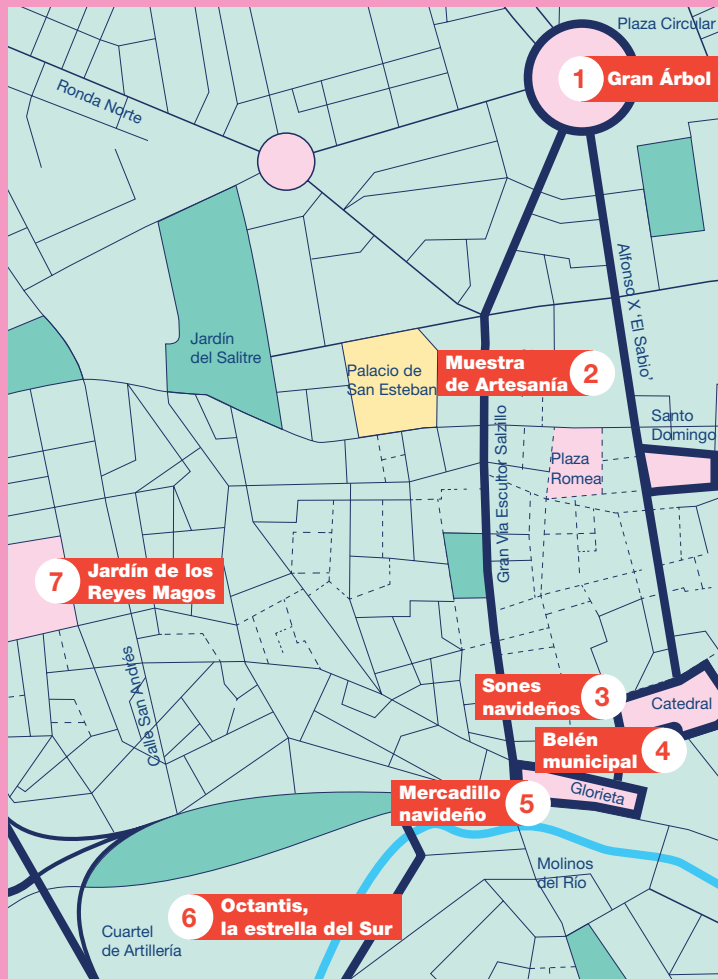 Plaza Circular
1 Gran Árbol
Ronda Norte
Alfonso X ‘El Sabio’
Jardín
del Salitre
Palacio de
San Esteban
Muestra
de Artesanía 2
Santo
Domingo
Gran Vía Escultor Salzillo
Plaza
Romea
7 Jardín de los
Reyes Magos
Calle San Andrés
Sones
navideños 3
Catedral
Belén
municipal 4
Mercadillo
navideño 5
Glorieta
Molinos
del Río
6 Octantis,
la estrella del Sur
Cuartel
de Artillería